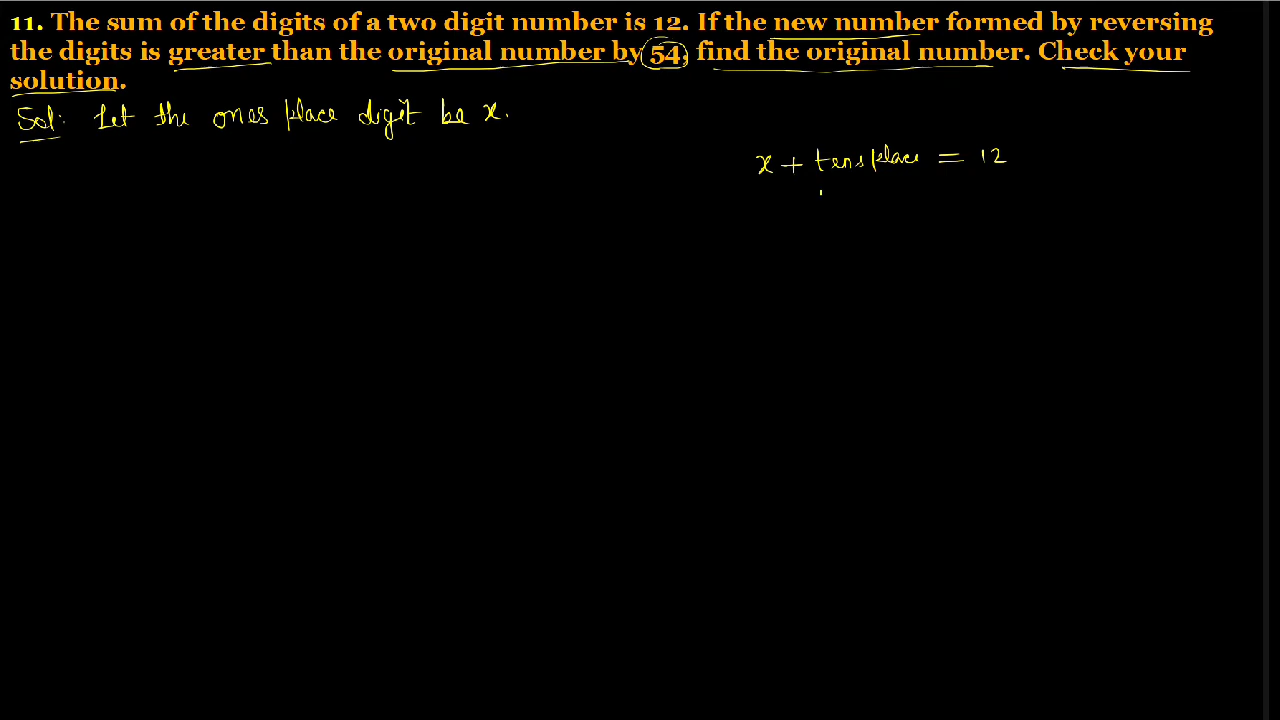 11. The sum of the digits of a two digit number is 12. If the new number formed by reversing
the digits is greater than the original number by 54, find the original number. Check your
solution.
Sol: Let the ones place digit be x.
x + tens place = 12